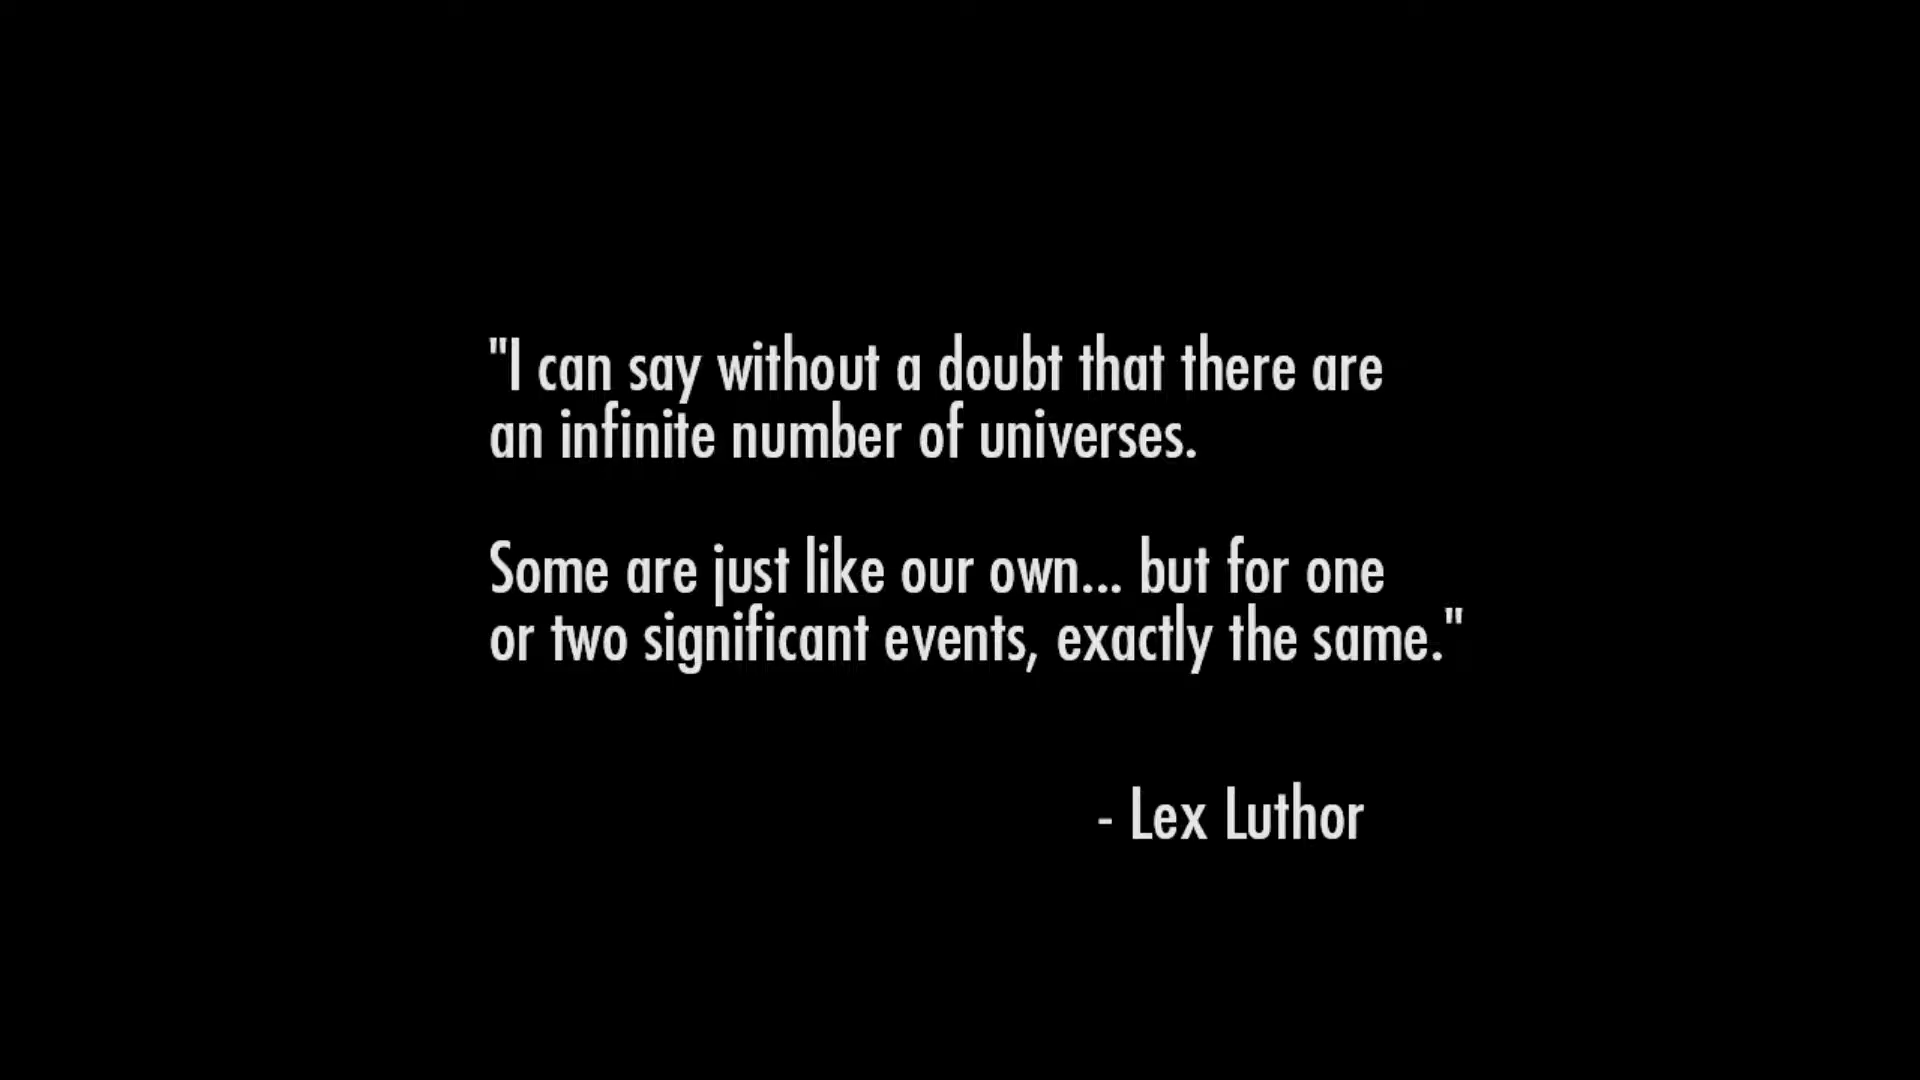 "I can say without a doubt that there are
an infinite number of universes.
Some are just like our own... but for one
or two significant events, exactly the same."
- Lex Luthor